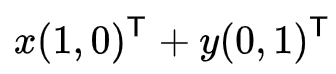 x(1, 0)ᵀ + y(0, 1)ᵀ